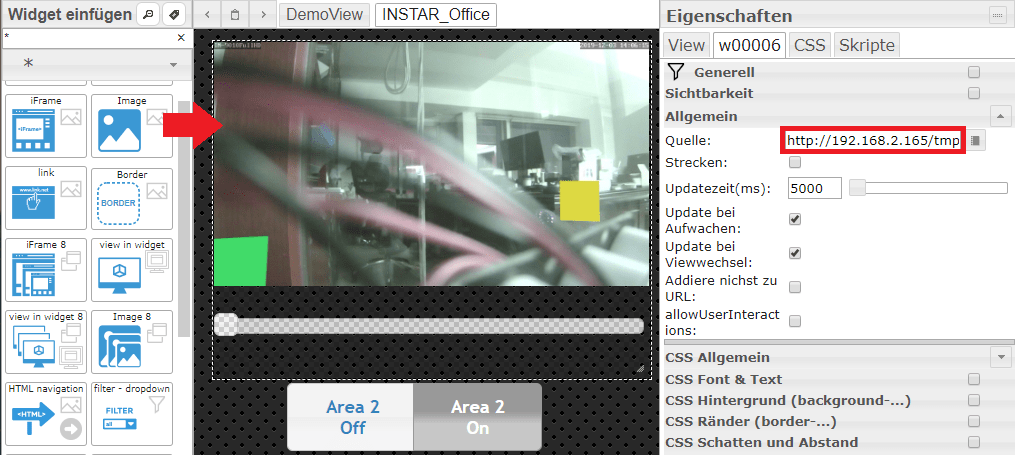 Widget einfügen
*
*
iFrame
<iFrame>
Image
link
www.link.net
Border
BORDER
iFrame 8
view in widget
view in widget 8
Image 8
HTML navigation
<HTML>
filter - dropdown
FILTER
all
DemoView
INSTAR_Office
2019-12-03 14:06:15
Area 2
Off
Area 2
On
Eigenschaften
View
w00006
CSS
Skripte
Generell
Sichtbarkeit
Allgemein
Quelle:
http://192.168.2.165/tmp
Strecken:
Updatezeit(ms):
5000
Update bei
Aufwachen:
Update bei
Viewwechsel:
Addiere nichst zu
URL:
allowUserInteract
ions:
CSS Allgemein
CSS Font & Text
CSS Hintergrund (background-...)
CSS Ränder (border-...)
CSS Schatten und Abstand